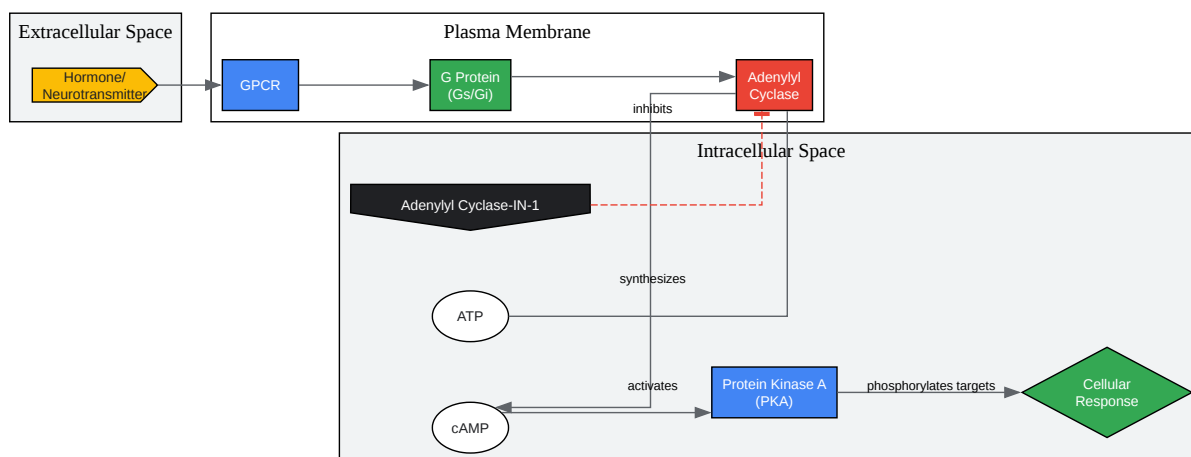 Extracellular Space
Plasma Membrane
Hormone/
Neurotransmitter
GPCR
G Protein
(Gs/Gi)
Adenylyl
Cyclase
inhibits
Intracellular Space
Adenylyl Cyclase-IN-1
synthesizes
ATP
activates
Protein Kinase A
(PKA)
phosphorylates targets
Cellular
Response
cAMP